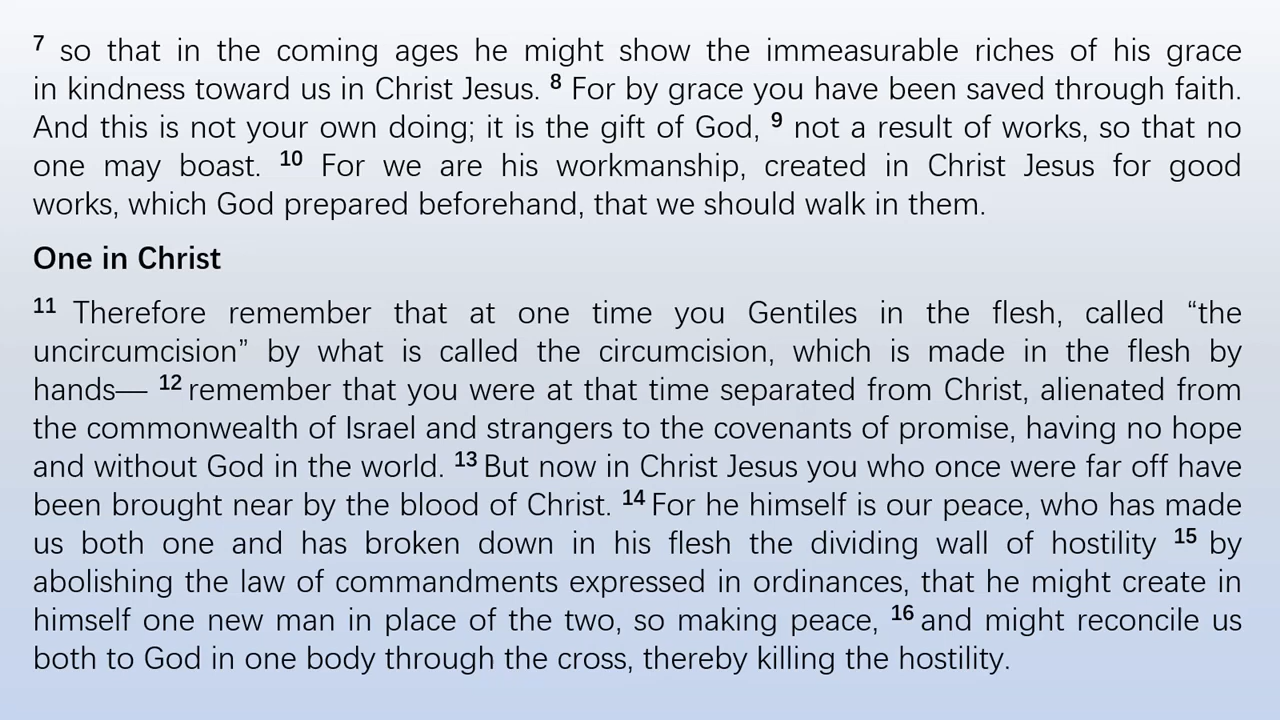 7 so that in the coming ages he might show the immeasurable riches of his grace
in kindness toward us in Christ Jesus. 8 For by grace you have been saved through faith.
And this is not your own doing; it is the gift of God, 9 not a result of works, so that no
one may boast. 10 For we are his workmanship, created in Christ Jesus for good
works, which God prepared beforehand, that we should walk in them.
One in Christ
11 Therefore remember that at one time you Gentiles in the flesh, called “the
uncircumcision” by what is called the circumcision, which is made in the flesh by
hands— 12 remember that you were at that time separated from Christ, alienated from
the commonwealth of Israel and strangers to the covenants of promise, having no hope
and without God in the world. 13 But now in Christ Jesus you who once were far off have
been brought near by the blood of Christ. 14 For he himself is our peace, who has made
us both one and has broken down in his flesh the dividing wall of hostility 15 by
abolishing the law of commandments expressed in ordinances, that he might create in
himself one new man in place of the two, so making peace, 16 and might reconcile us
both to God in one body through the cross, thereby killing the hostility.